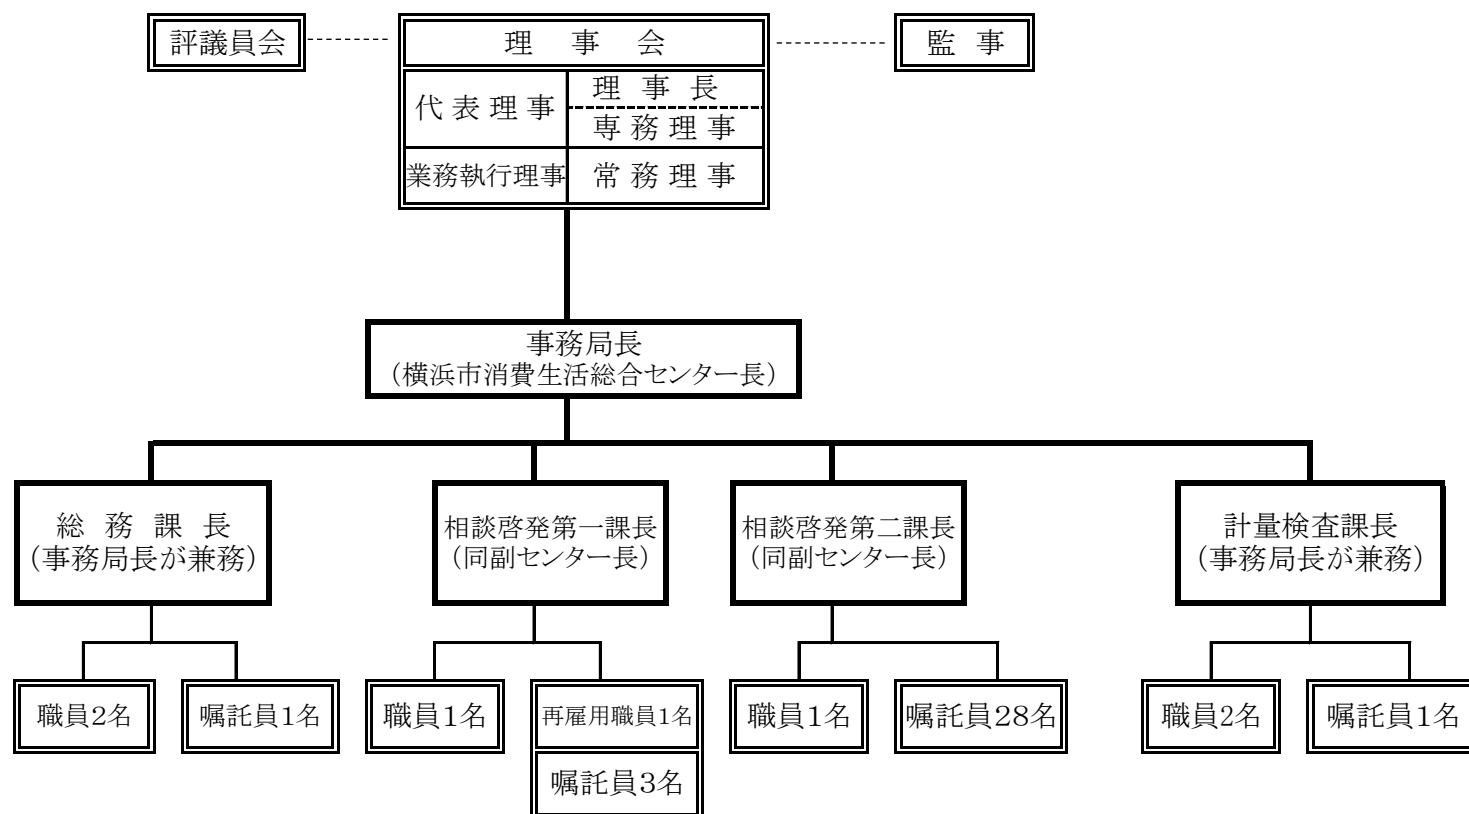 評議員会
理事会
監事
代表理事
理事長
専務理事
業務執行理事
常務理事
事務局長
（横浜市消費生活総合センター長）
総務課長
（事務局長が兼務）
相談啓発第一課長
（同副センター長）
相談啓発第二課長
（同副センター長）
計量検査課長
（事務局長が兼務）
職員2名
嘱託員1名
職員1名
再雇用職員1名
嘱託員3名
職員1名
嘱託員28名
職員2名
嘱託員1名